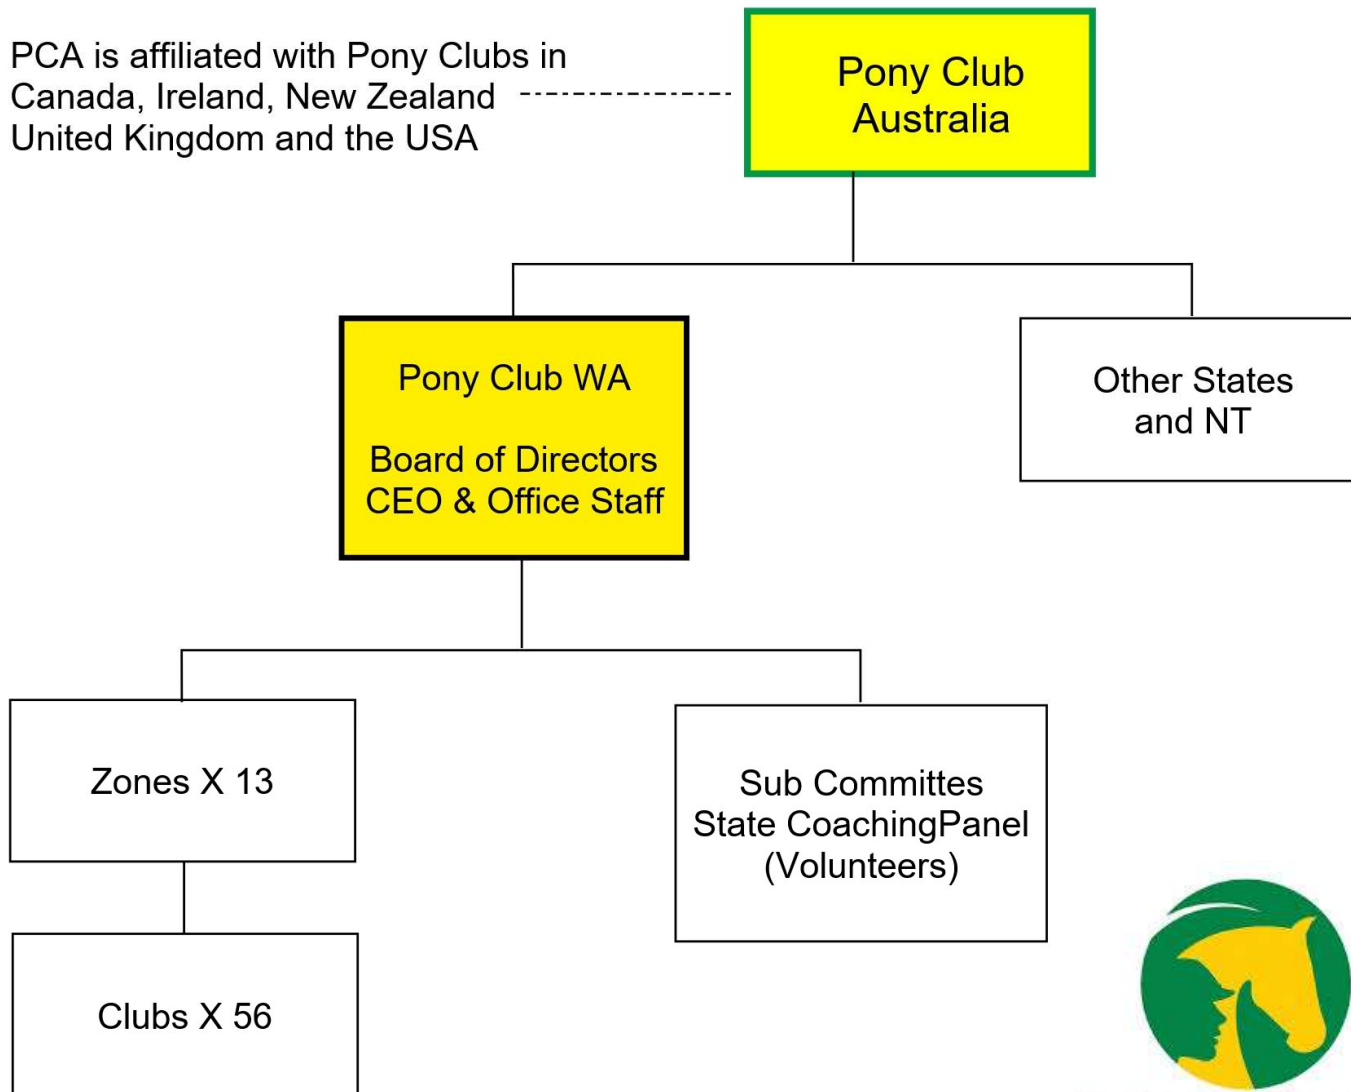 PCA is affiliated with Pony Clubs in
Canada, Ireland, New Zealand
United Kingdom and the USA
Pony Club
Australia
Pony Club WA
Board of Directors
CEO & Office Staff
Other States
and NT
Zones X 13
Sub Committes
State CoachingPanel
(Volunteers)
Clubs X 56